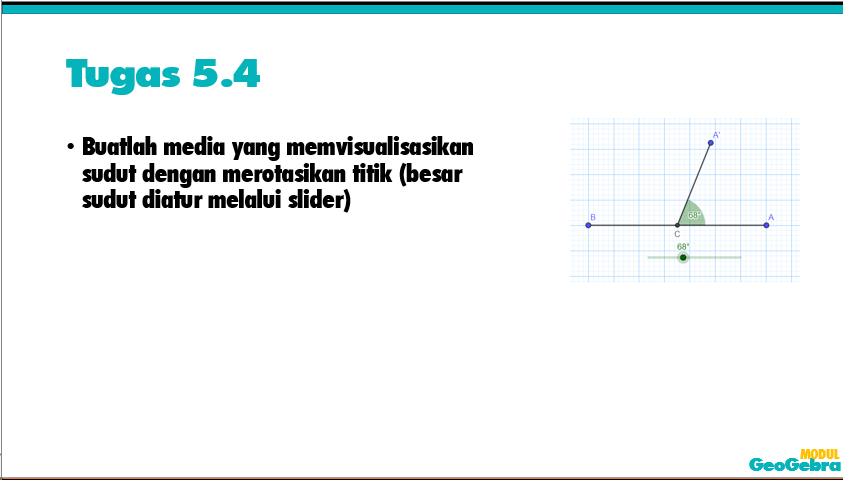 Tugas 5.4
• Buatlah media yang memvisualisasikan
sudut dengan merotasikan titik (besar
sudut diatur melalui slider)
A'
68°
B
A
C
68°
MODUL
GeoGebra